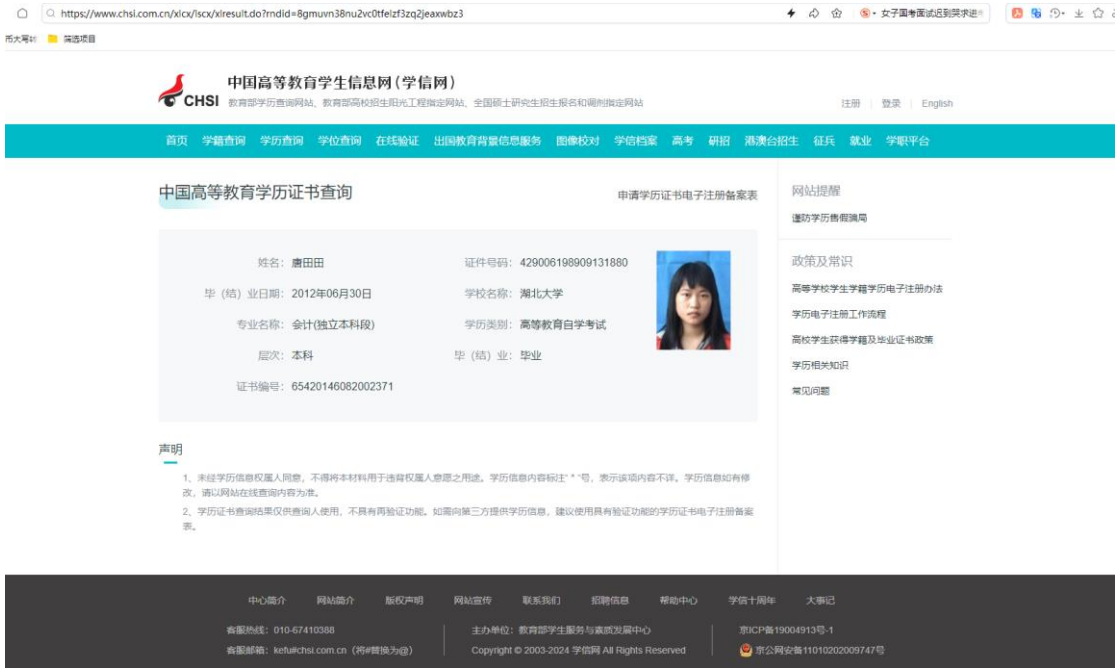 https://www.chsi.com.cn/xlcx/lscx/xlresult.do?rndid=8gmuvn38nu2vc0tfelzf3zq2jeaxwbz3
女子国考面试迟到哭求进
筛选项目
中国高等教育学生信息网(学信网)
CHSI 教育部学历查询网站、教育部高校招生阳光工程指定网站、全国硕士研究生招生报名和调剂指定网站
注册 | 登录 | English
首页 学籍查询 学历查询 学位查询 在线验证 出国教育背景信息服务 图像校对 学信档案 高考 研招 港澳台招生 征兵 就业 学职平台
中国高等教育学历证书查询
申请学历证书电子注册备案表
姓名: 唐田田 证件号码: 429006198909131880
毕(结)业日期: 2012年06月30日 学校名称: 湖北大学
专业名称: 会计(独立本科段) 学历类别: 高等教育自学考试
层次: 本科 毕(结)业: 毕业
证书编号: 65420146082002371
声明
1、未经学历信息权属人同意,不得将本材料用于违背权属人意愿之用途。学历信息内容标注“*”号,表示该项内容不详。学历信息如有修
改,请以网站在线查询内容为准。
2、学历证书查询结果仅供查询人使用,不具有再验证功能。如需向第三方提供学历信息,建议使用具有验证功能的学历证书电子注册备案
表。
网站提醒
谨防学历售假骗局
政策及常识
高等学校学生学籍学历电子注册办法
学历电子注册工作流程
高校学生获得学籍及毕业证书政策
学历相关知识
常见问题
中心简介 网站简介 版权声明 网站宣传 联系我们 招聘信息 帮助中心 学信十周年 大事记
客服热线:010-67410388 主办单位:教育部学生服务与素质发展中心 京ICP备19004913号-1
客服邮箱:kefu#chsi.com.cn(将#替换为@) Copyright © 2003-2024 学信网 All Rights Reserved 京公网安备11010202009747号